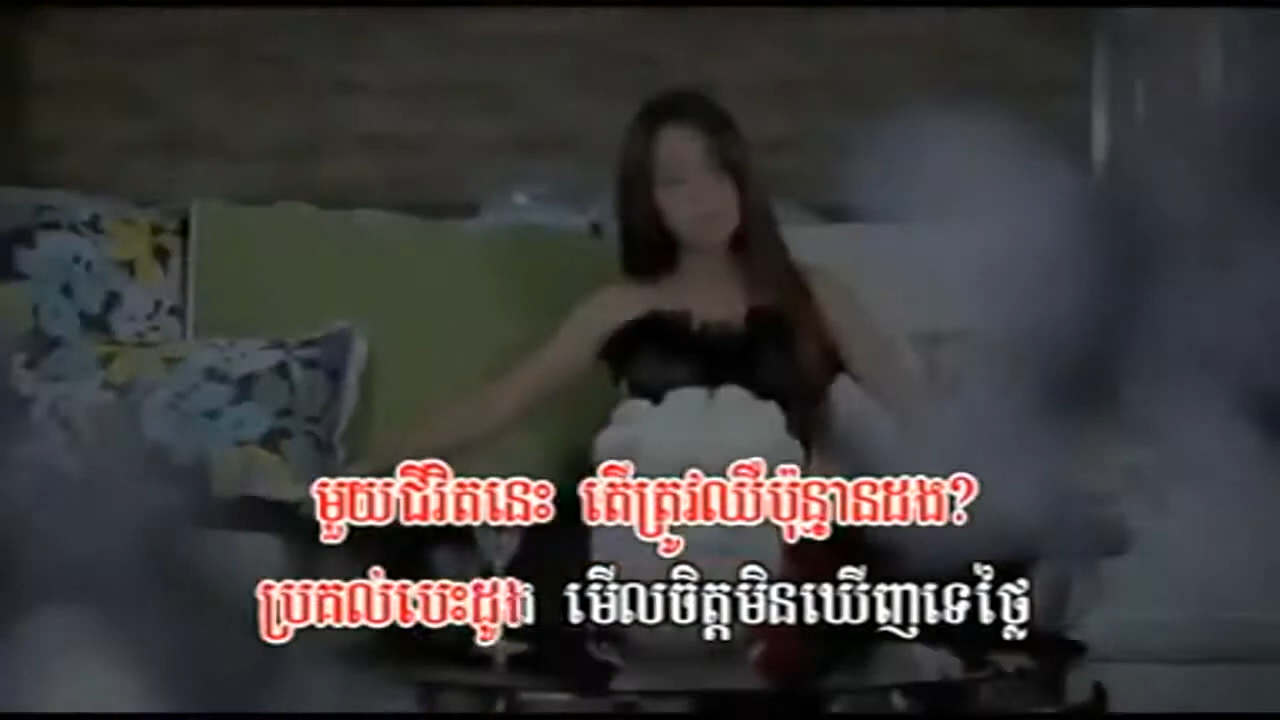 មួយជីវិតនេះ តើត្រូវឈឺប៉ុន្មានដង?
ប្រគល់បេះដូង មើលចិត្តមិនឃើញទេថ្លៃ